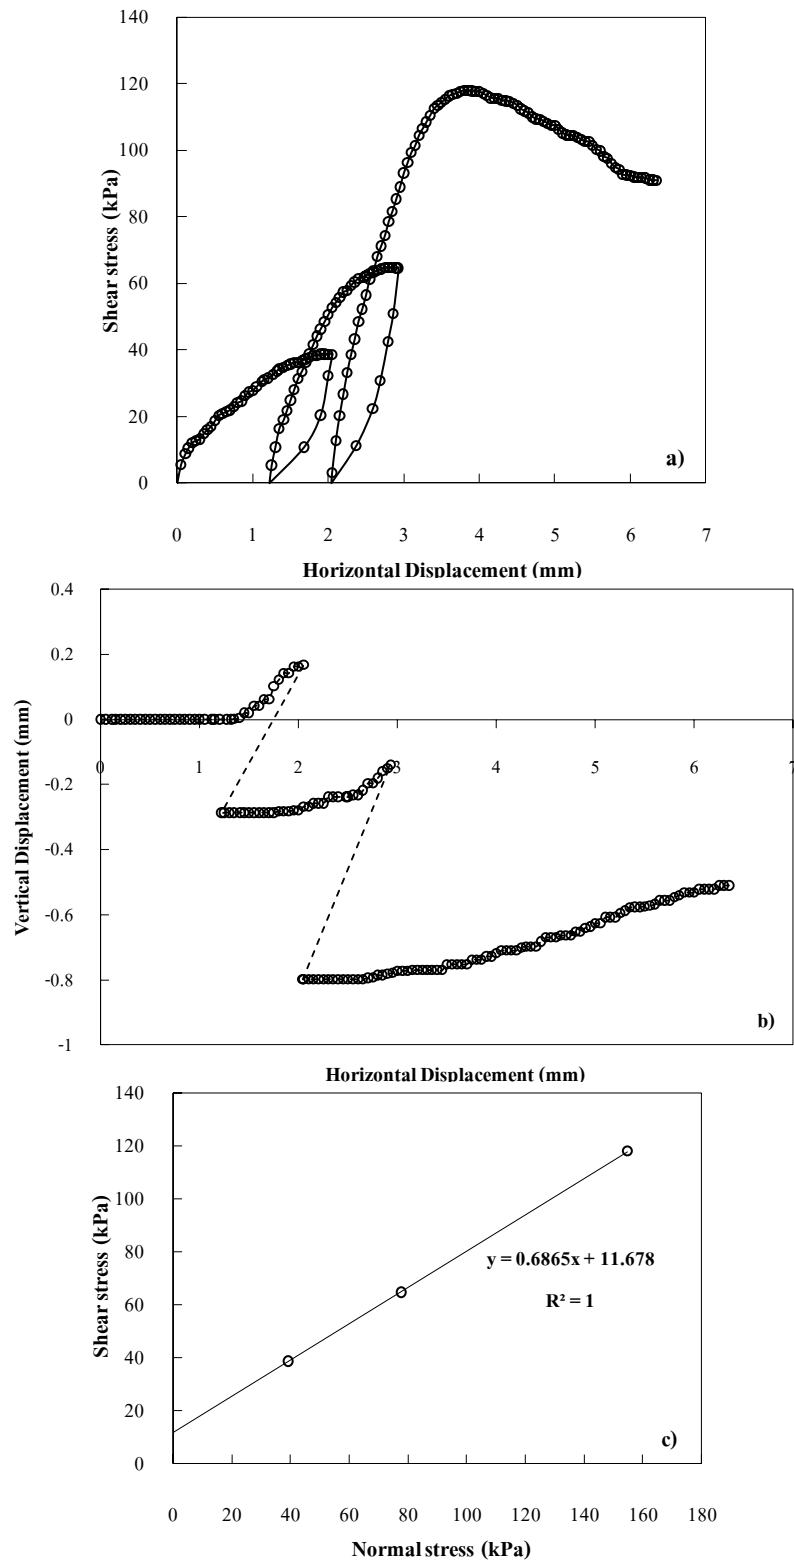 140
120
100
80
60
40
20
0
Shear stress (kPa)
a)
0 1 2 3 4 5 6 7
Horizontal Displacement (mm)
0.4
0.2
0
-0.2
-0.4
-0.6
-0.8
-1
Vertical Displacement (mm)
0 1 2 3 4 5 6 7
b)
Horizontal Displacement (mm)
140
120
100
80
60
40
20
0
Shear stress (kPa)
y = 0.6865x + 11.678
R² = 1
c)
0 20 40 60 80 100 120 140 160 180
Normal stress (kPa)